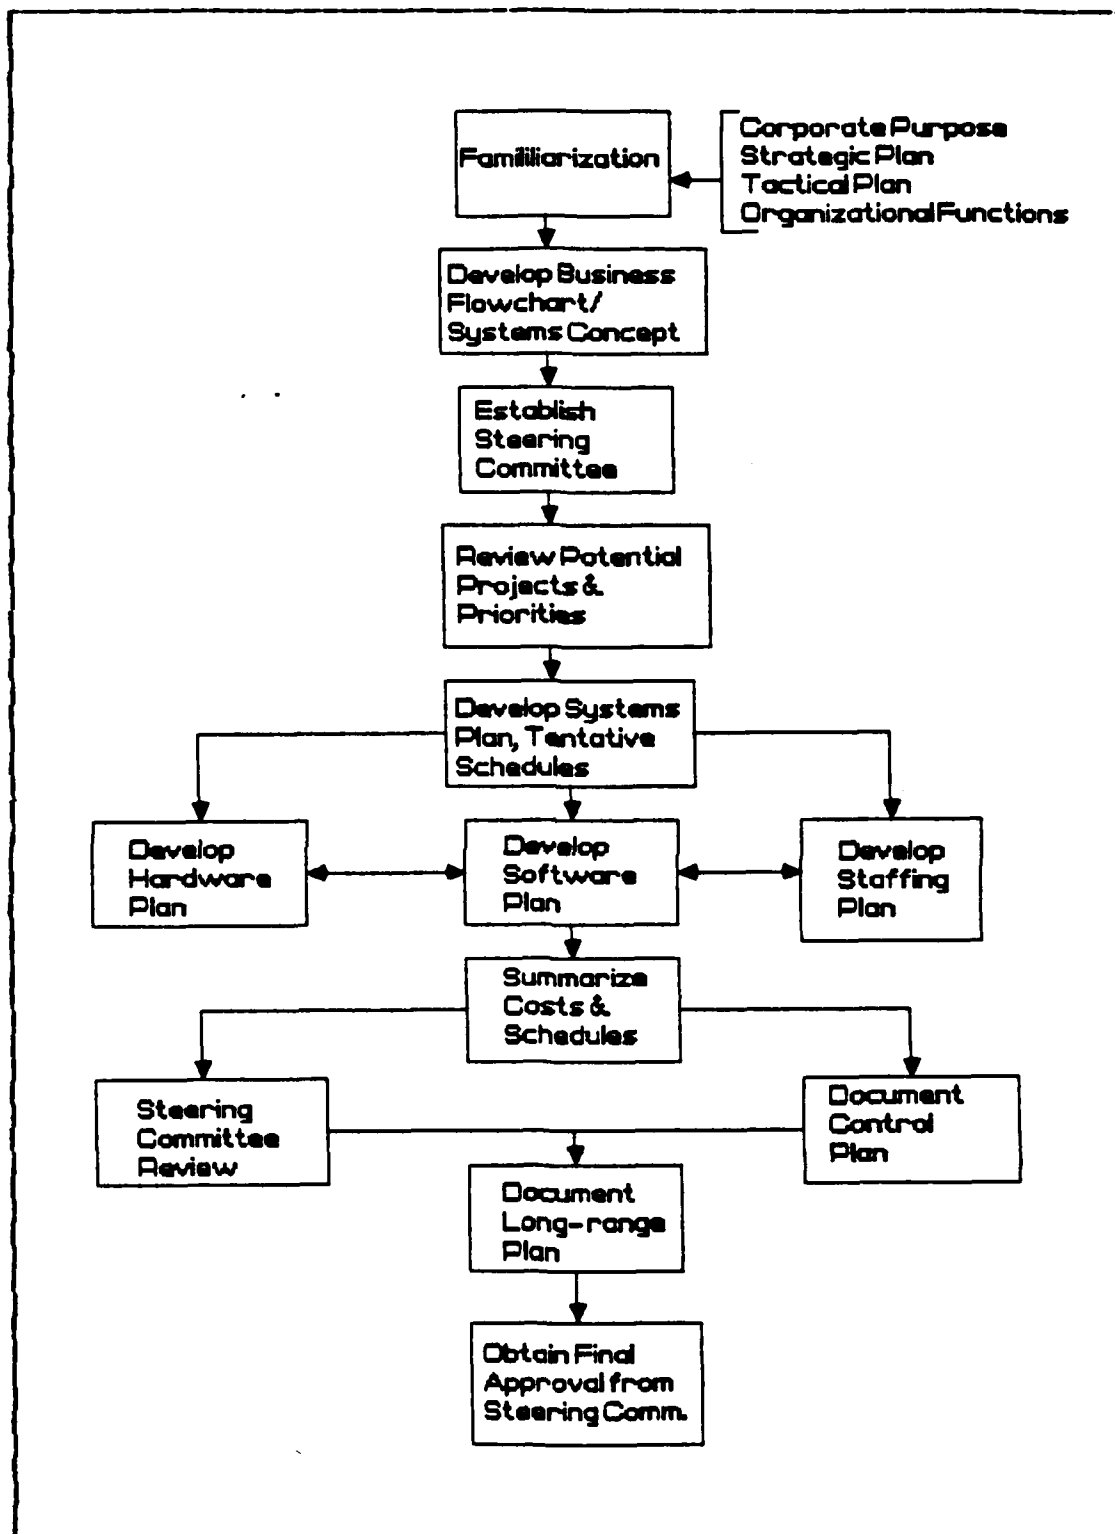 Famililiarization
Corporate Purpose
Strategic Plan
Tactical Plan
Organizational Functions
Develop Business
Flowchart/
Systems Concept
Establish
Steering
Committee
Review Potential
Projects &
Priorities
Develop Systems
Plan, Tentative
Schedules
Develop
Hardware
Plan
Develop
Software
Plan
Develop
Staffing
Plan
Summarize
Costs &
Schedules
Steering
Committee
Review
Document
Control
Plan
Document
Long-range
Plan
Obtain Final
Approval from
Steering Comm.